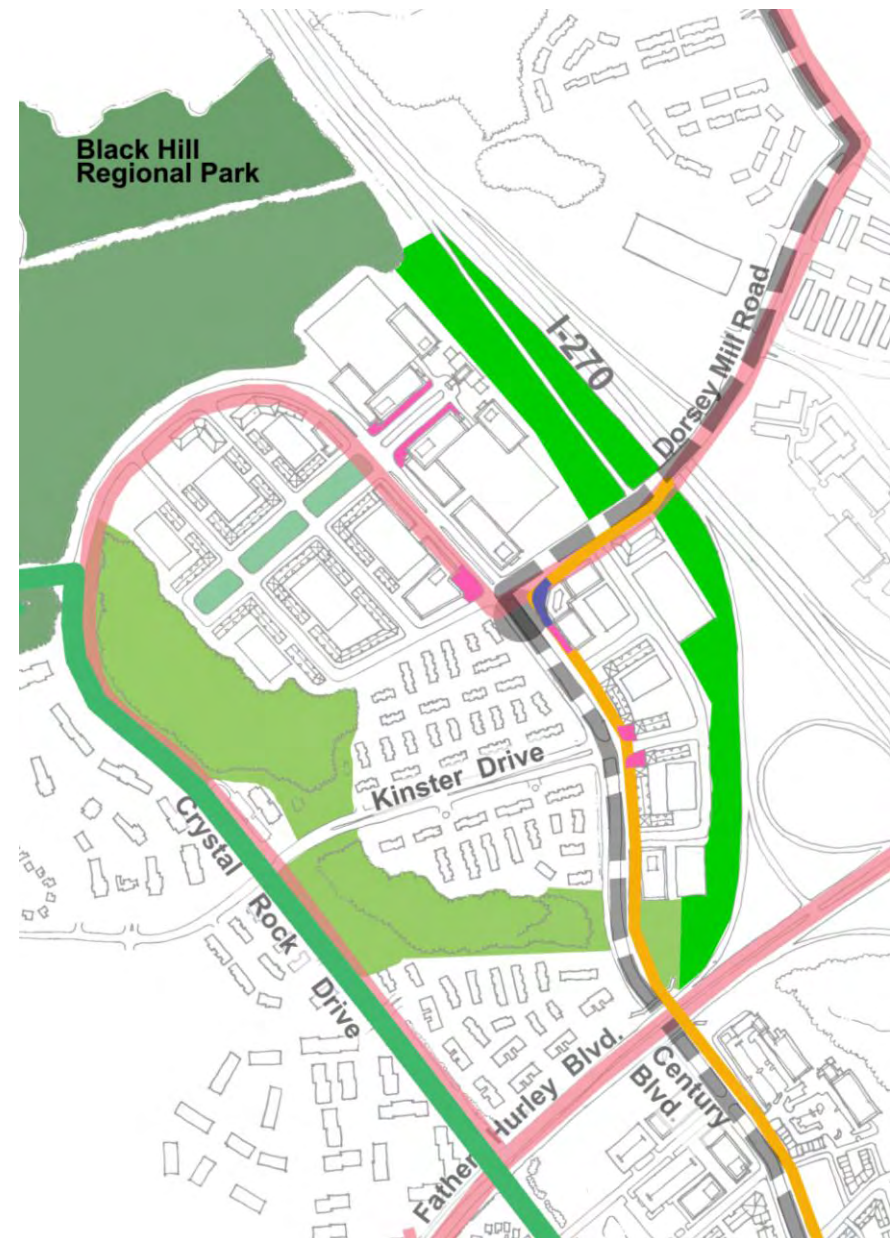 Black Hill
Regional Park
I-270
Dorsey Mill Road
Kinster Drive
Crystal Rock Drive
Father Hurley Blvd.
Century
Blvd.